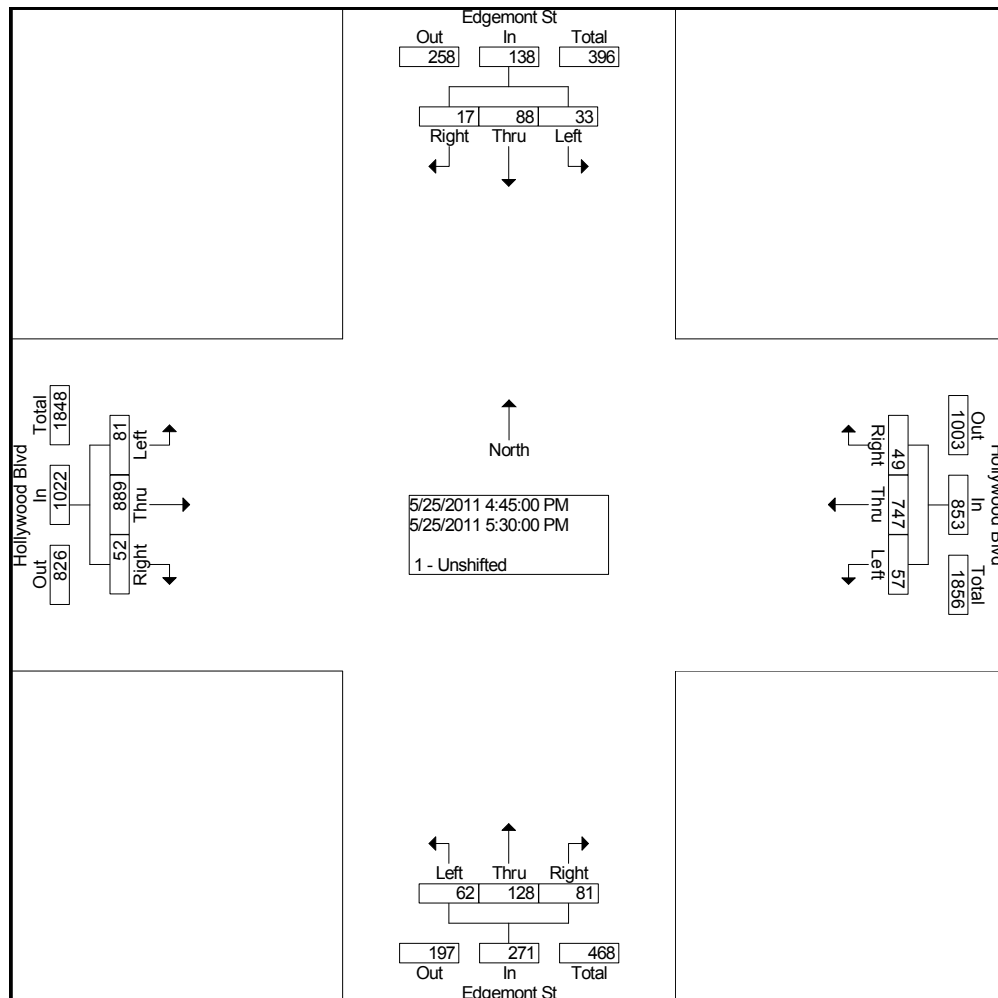 Edgemont St
Out In Total
258 138 396
17 88 33
Right Thru Left
Hollywood Blvd
Total In Out
1848 1022 826
81 889 52
Left Thru Right
North
5/25/2011 4:45:00 PM
5/25/2011 5:30:00 PM
1 - Unshifted
Right Thru Left
49 747 57
Out In Total
1003 853 1856
Hollywood Blvd
Left Thru Right
62 128 81
197 271 468
Out In Total
Edgemont St